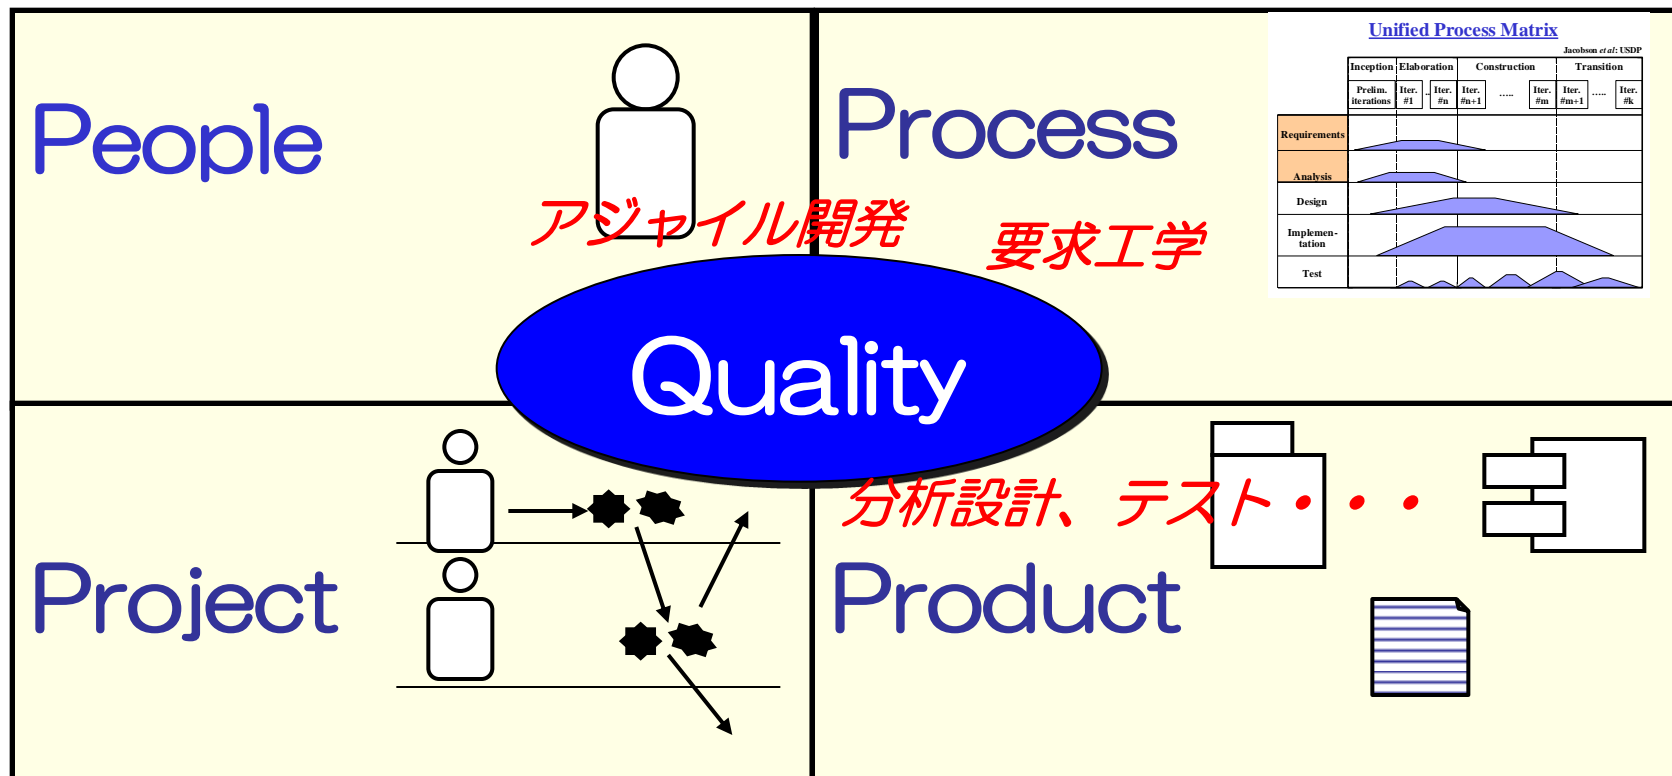 People
Process
アジャイル開発
要求工学
Unified Process Matrix
Jacobson et al: USDP
Inception Elaboration Construction Transition
Prelim. iterations Iter. #1 .. Iter. #n Iter. #n+1 ..... Iter. #m Iter. #m+1 ..... Iter. #k
Requirements
Analysis
Design
Implemen-
tation
Test
Quality
分析設計、テスト・・・
Project
Product